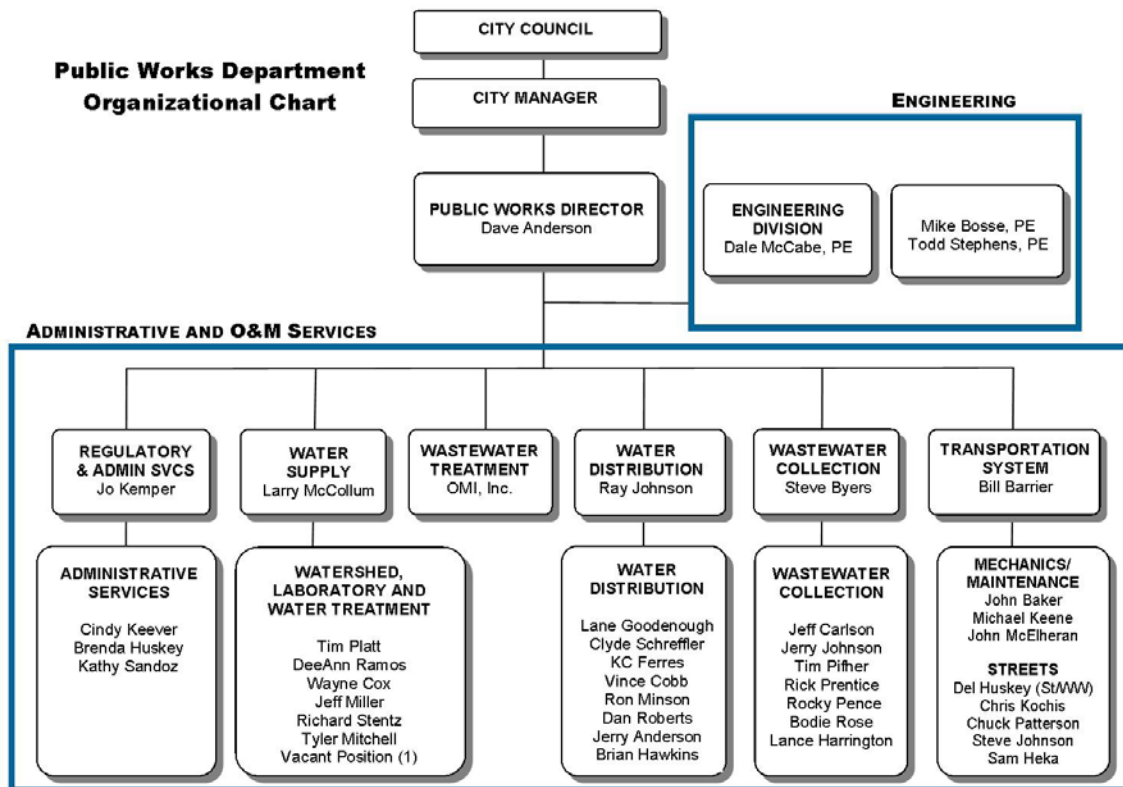 CITY COUNCIL
Public Works Department
Organizational Chart
CITY MANAGER
ENGINEERING
PUBLIC WORKS DIRECTOR
Dave Anderson
ENGINEERING
DIVISION
Dale McCabe, PE
Mike Bosse, PE
Todd Stephens, PE
ADMINISTRATIVE AND O&M SERVICES
REGULATORY
& ADMIN SVCS
Jo Kemper
WATER
SUPPLY
Larry McCollum
WASTEWATER
TREATMENT
OMI, Inc.
WATER
DISTRIBUTION
Ray Johnson
WASTEWATER
COLLECTION
Steve Byers
TRANSPORTATION
SYSTEM
Bill Barrier
ADMINISTRATIVE
SERVICES
Cindy Keever
Brenda Huskey
Kathy Sandoz
WATERSHED,
LABORATORY AND
WATER TREATMENT
Tim Platt
DeeAnn Ramos
Wayne Cox
Jeff Miller
Richard Stentz
Tyler Mitchell
Vacant Position (1)
WATER
DISTRIBUTION
Lane Goodenough
Clyde Schreffler
KC Ferres
Vince Cobb
Ron Minson
Dan Roberts
Jerry Anderson
Brian Hawkins
WASTEWATER
COLLECTION
Jeff Carlson
Jerry Johnson
Tim Pifher
Rick Prentice
Rocky Pence
Bodie Rose
Lance Harrington
MECHANICS/
MAINTENANCE
John Baker
Michael Keene
John McElheran
STREETS
Del Huskey (St/WW)
Chris Kochis
Chuck Patterson
Steve Johnson
Sam Heka